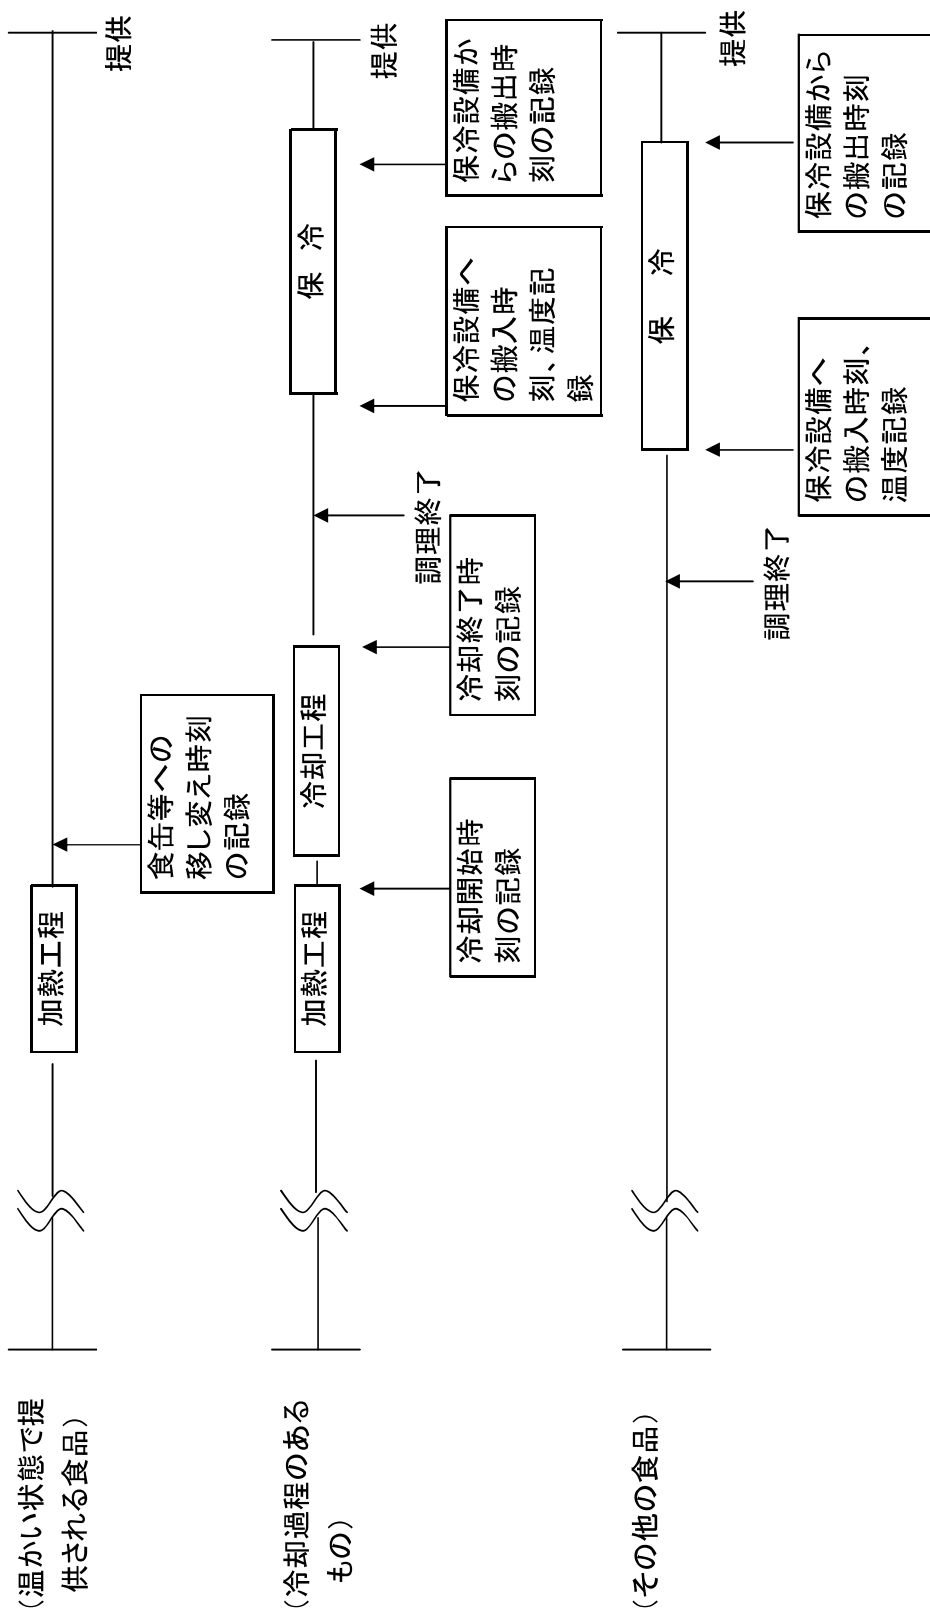 （温かい状態で提
供される食品）
加熱工程
食缶等への
移し変え時刻
の記録
提供
（冷却過程のある
もの）
加熱工程
冷却工程
保　冷
提供
冷却開始時
刻の記録
冷却終了時
刻の記録
調理終了
保冷設備へ
の搬入時
刻、温度記
録
保冷設備か
らの搬出時
刻の記録
（その他の食品）
保　冷
提供
調理終了
保冷設備へ
の搬入時刻、
温度記録
保冷設備から
の搬出時刻
の記録